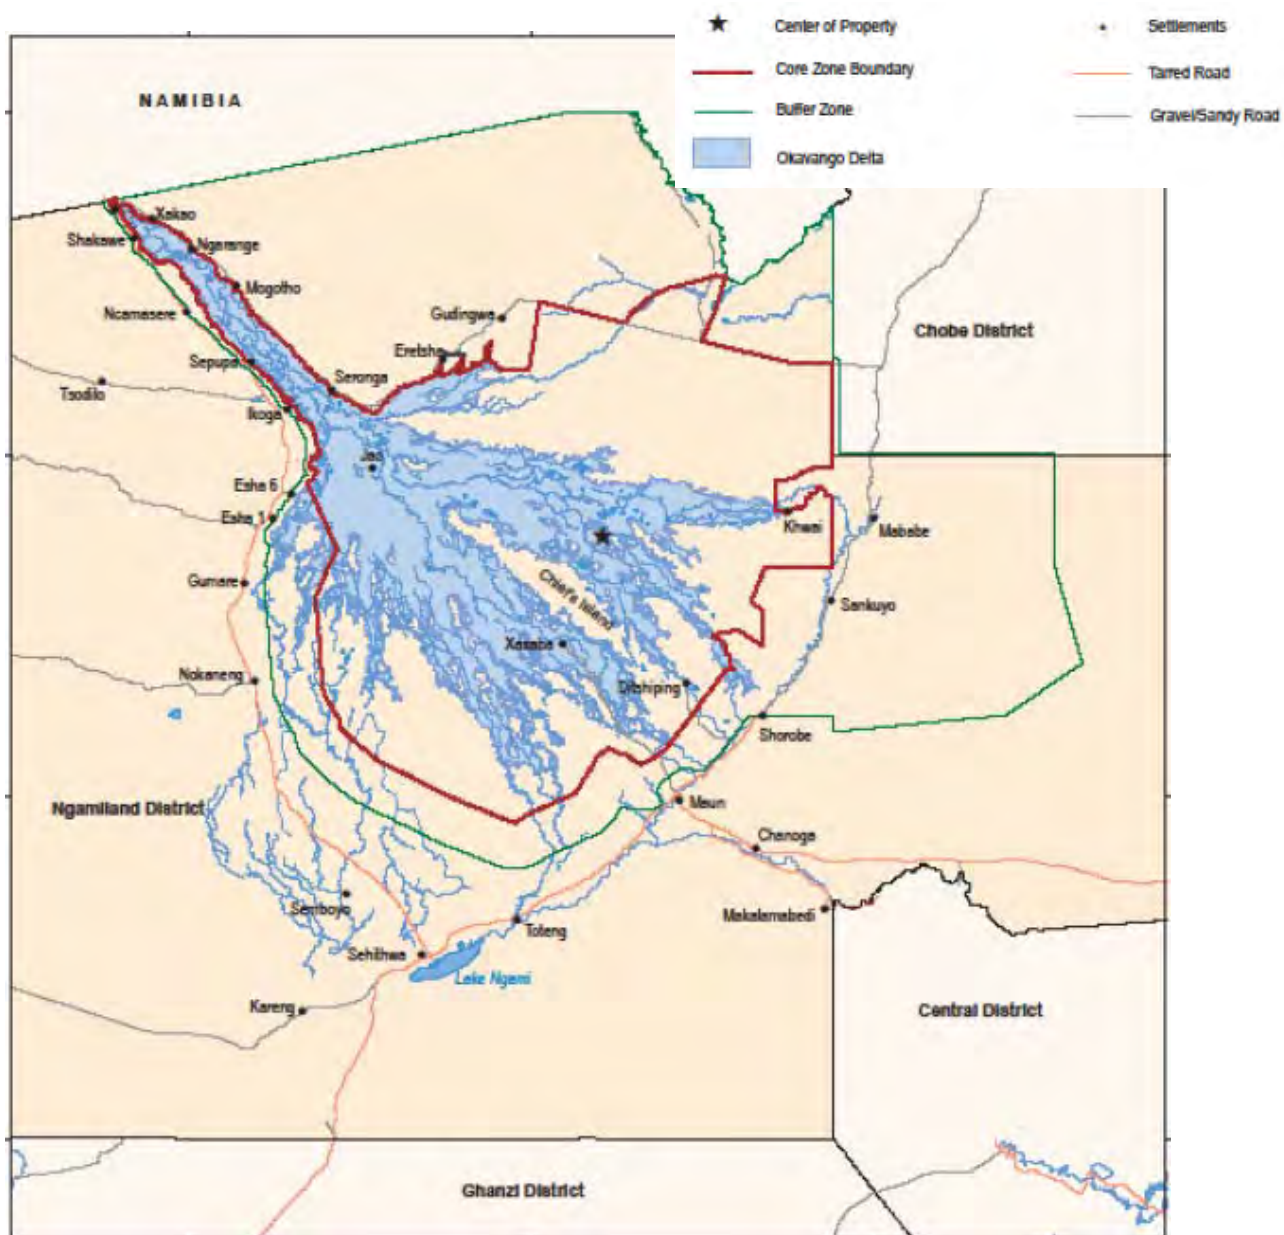 Center of Property
Settlements
Core Zone Boundary
Tarred Road
Buffer Zone
Gravel/Sandy Road
Okavango Delta
NAMIBIA
Xakao
Shakawe
Ngarange
Mogotho
Ncamasere
Gudingwa
Chobe District
Eretsha
Sepupa
Seronga
Tsodilo
Ikoga
Jao
Esha 6
Esha 1
Khwai
Mababe
Gumare
Chief's Island
Sankuyo
Xaxaba
Nokaneng
Ditshiping
Shorobe
Ngamiland District
Maun
Chanoga
Semboyo
Makalamabedi
Toteng
Sehithwa
Lake Ngami
Kareng
Central District
Ghanzi District